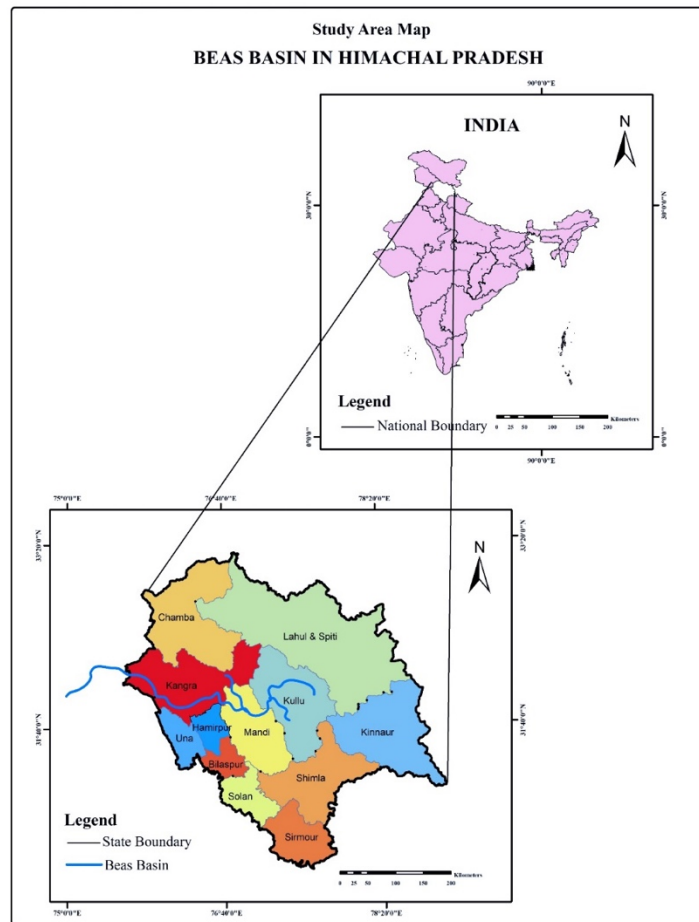 Study Area Map
BEAS BASIN IN HIMACHAL PRADESH
90°0'0"E
INDIA
N
30°0'0"N
30°0'0"N
Legend
National Boundary
0 25 50 100 150 200
Kilometers
0°0'0"N
0°0'0"N
90°0'0"E
75°0'0"E
76°40'0"E
78°20'0"E
33°20'0"N
33°20'0"N
N
Chamba
Lahul & Spiti
Kangra
Kullu
Kinnaur
Hamirpur
Una
Mandi
31°40'0"N
31°40'0"N
Bilaspur
Shimla
Solan
Sirmour
Legend
State Boundary
Beas Basin
0 25 50 100 150 200
Kilometers
75°0'0"E
76°40'0"E
78°20'0"E